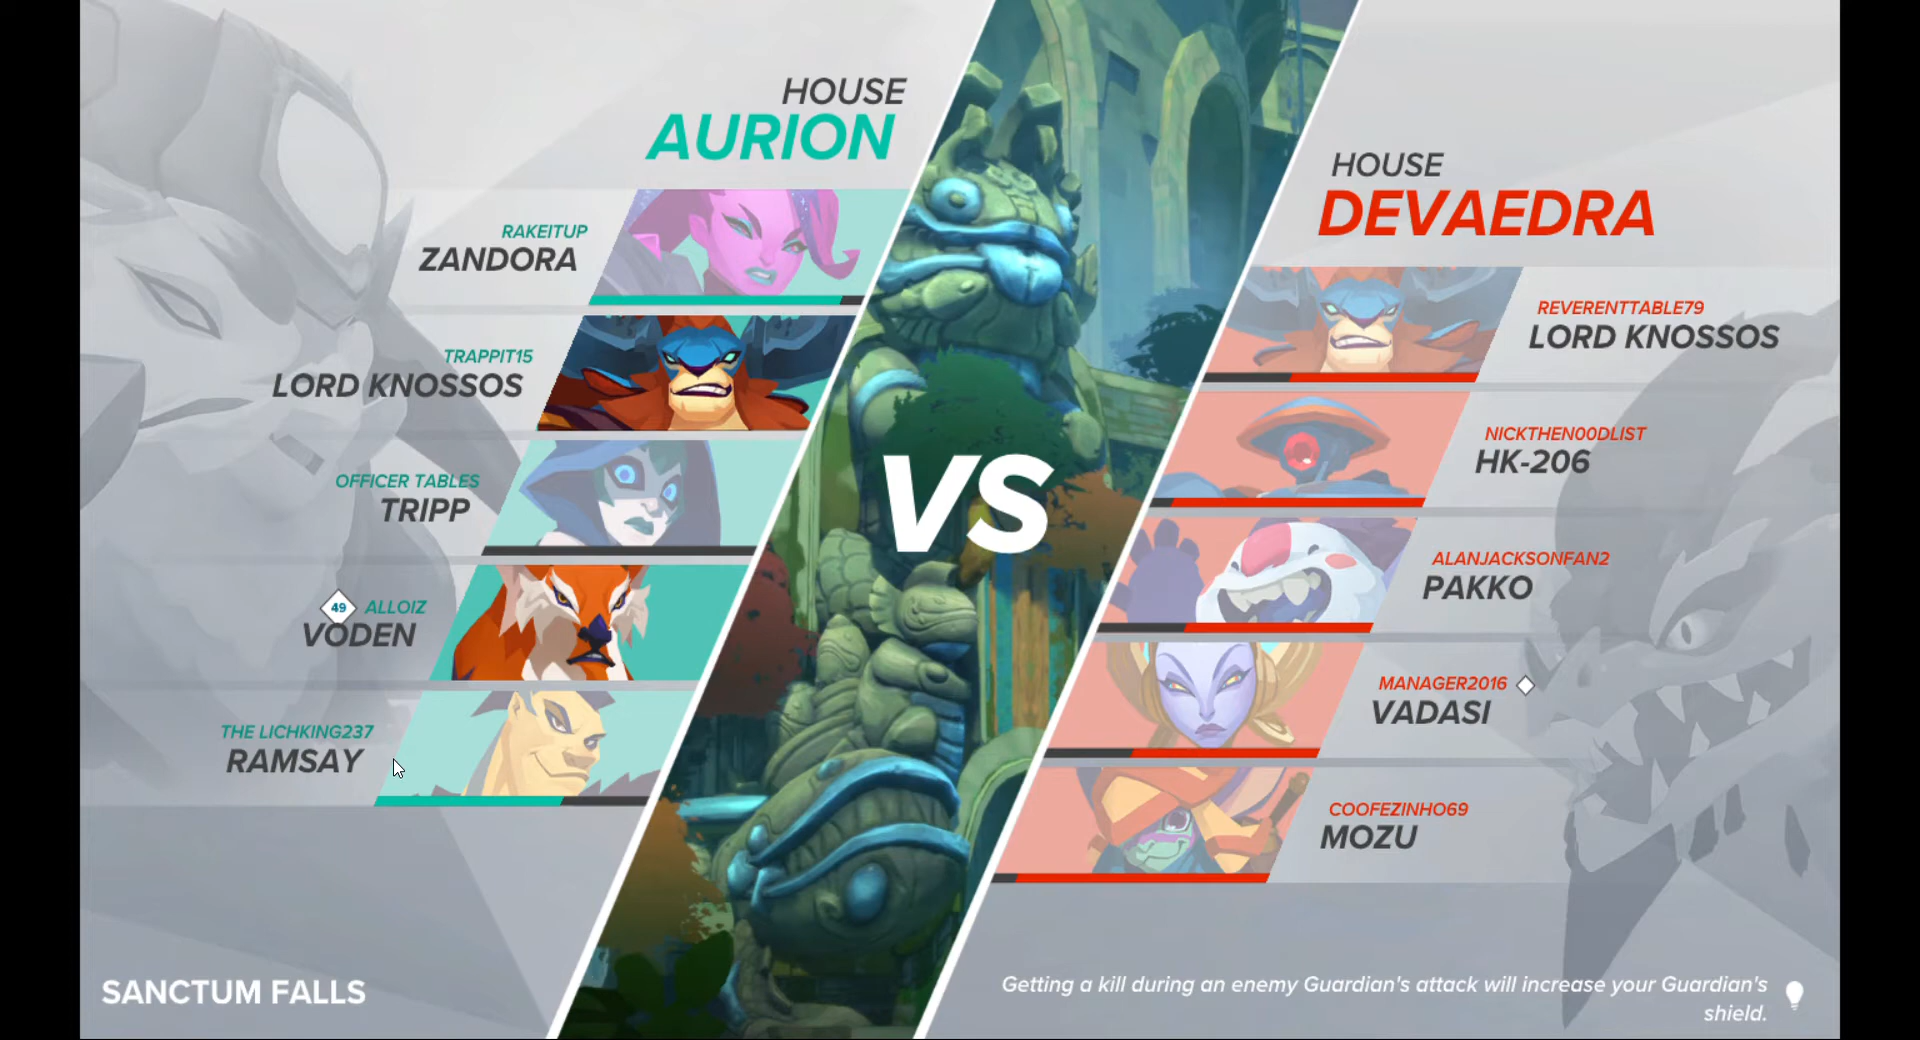 HOUSE
AURION
RAKEITUP
ZANDORA
TRAPPIT15
LORD KNOSSOS
OFFICER TABLES
TRIPP
49 ALLOIZ
VODEN
THE LICHKING237
RAMSAY
VS
HOUSE
DEVAEDRA
REVERENTTABLE79
LORD KNOSSOS
NICKTHEN00DLIST
HK-206
ALANJACKSONFAN2
PAKKO
MANAGER2016
VADASI
COOFEZINHO69
MOZU
SANCTUM FALLS
Getting a kill during an enemy Guardian's attack will increase your Guardian's
shield.